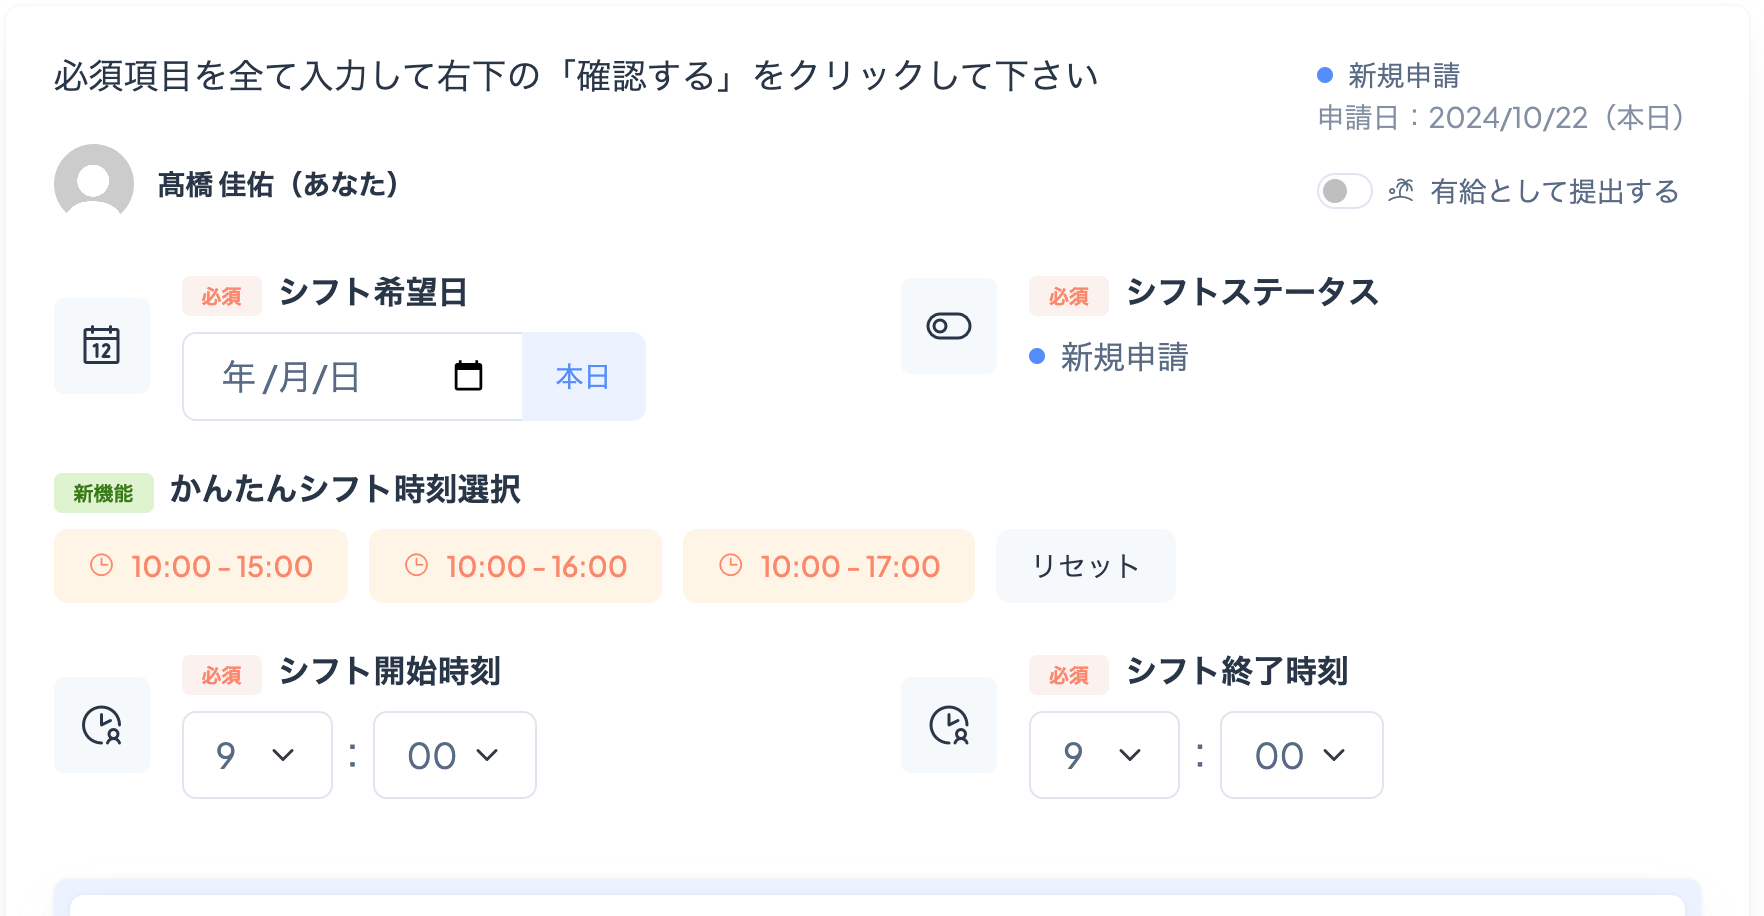 必須項目を全て入力して右下の「確認する」をクリックして下さい
新規申請
申請日：2024/10/22（本日）
髙橋 佳佑（あなた）
有給として提出する
必須 シフト希望日
12
年/月/日
本日
必須 シフトステータス
新規申請
新機能 かんたんシフト時刻選択
10:00 - 15:00
10:00 - 16:00
10:00 - 17:00
リセット
必須 シフト開始時刻
9 : 00
必須 シフト終了時刻
9 : 00